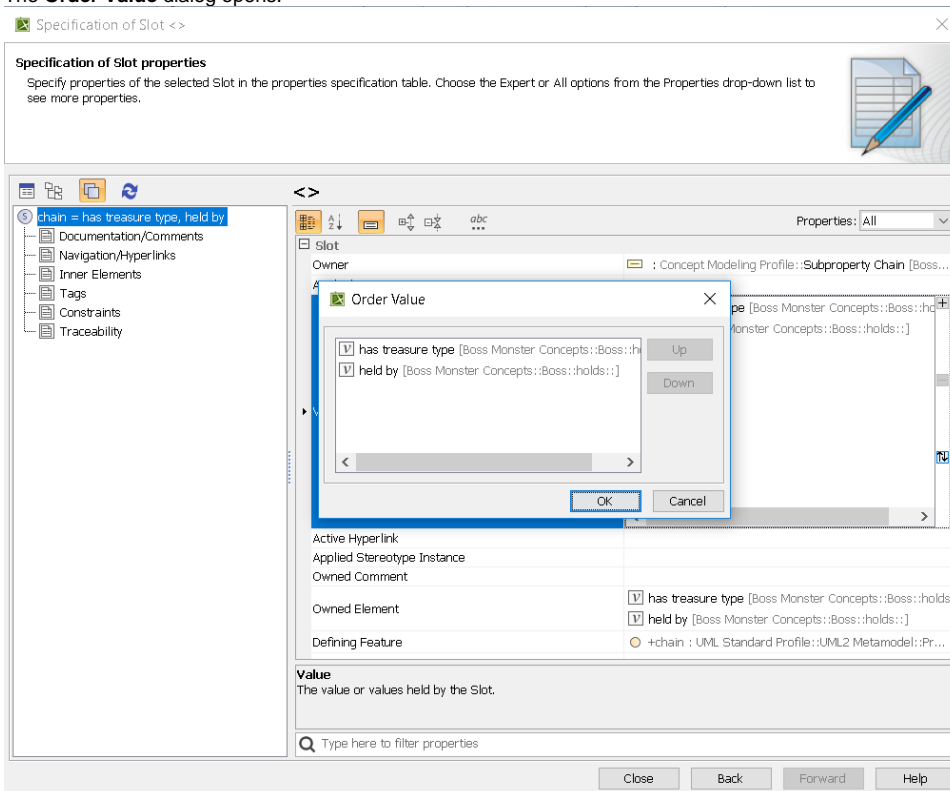 The Order Value dialog opens.
Specification of Slot <>
Specification of Slot properties
Specify properties of the selected Slot in the properties specification table. Choose the Expert or All options from the Properties drop-down list to
see more properties.
<>
chain = has treasure type, held by
Documentation/Comments
Navigation/Hyperlinks
Inner Elements
Tags
Constraints
Traceability
Properties: All
Slot
Owner
: Concept Modeling Profile::Subproperty Chain [Boss...
Order Value
has treasure type [Boss Monster Concepts::Boss::h
held by [Boss Monster Concepts::Boss::holds::]
Up
Down
OK
Cancel
[Boss Monster Concepts::Boss::ho
Concepts::Boss::holds::]
Active Hyperlink
Applied Stereotype Instance
Owned Comment
Owned Element
has treasure type [Boss Monster Concepts::Boss::holds
held by [Boss Monster Concepts::Boss::holds::]
Defining Feature
+chain : UML Standard Profile::UML2 Metamodel::Pr...
Value
The value or values held by the Slot.
Type here to filter properties
Close
Back
Forward
Help